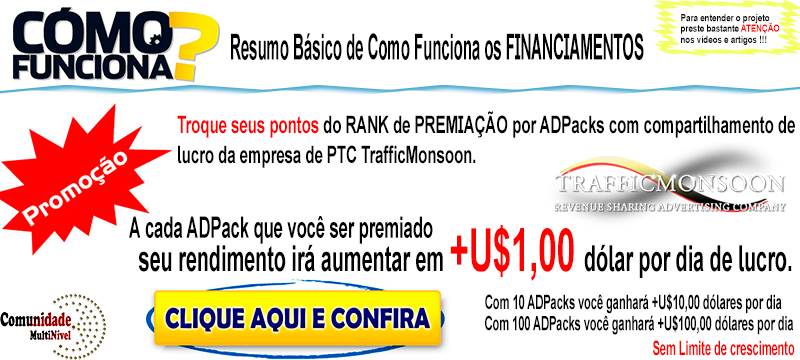 CÓMO
FUNCIONA?
Resumo Básico de Como Funciona os FINANCIAMENTOS
Para entender o projeto
preste bastante ATENÇÃO
nos videos e artigos !!!
Promoção
Troque seus pontos do RANK de PREMIAÇÃO por ADPacks com compartilhamento de
lucro da empresa de PTC TrafficMonsoon.
TRAFFICMONSOON
REVENUE SHARING ADVERTISING COMPANY
A cada ADPack que você ser premiado
seu rendimento irá aumentar em +U$1,00 dólar por dia de lucro.
Comunidade
MultiNível
CLIQUE AQUI E CONFIRA
Com 10 ADPacks você ganhará +U$10,00 dólares por dia
Com 100 ADPacks você ganhará +U$100,00 dólares por dia
Sem Limite de crescimento